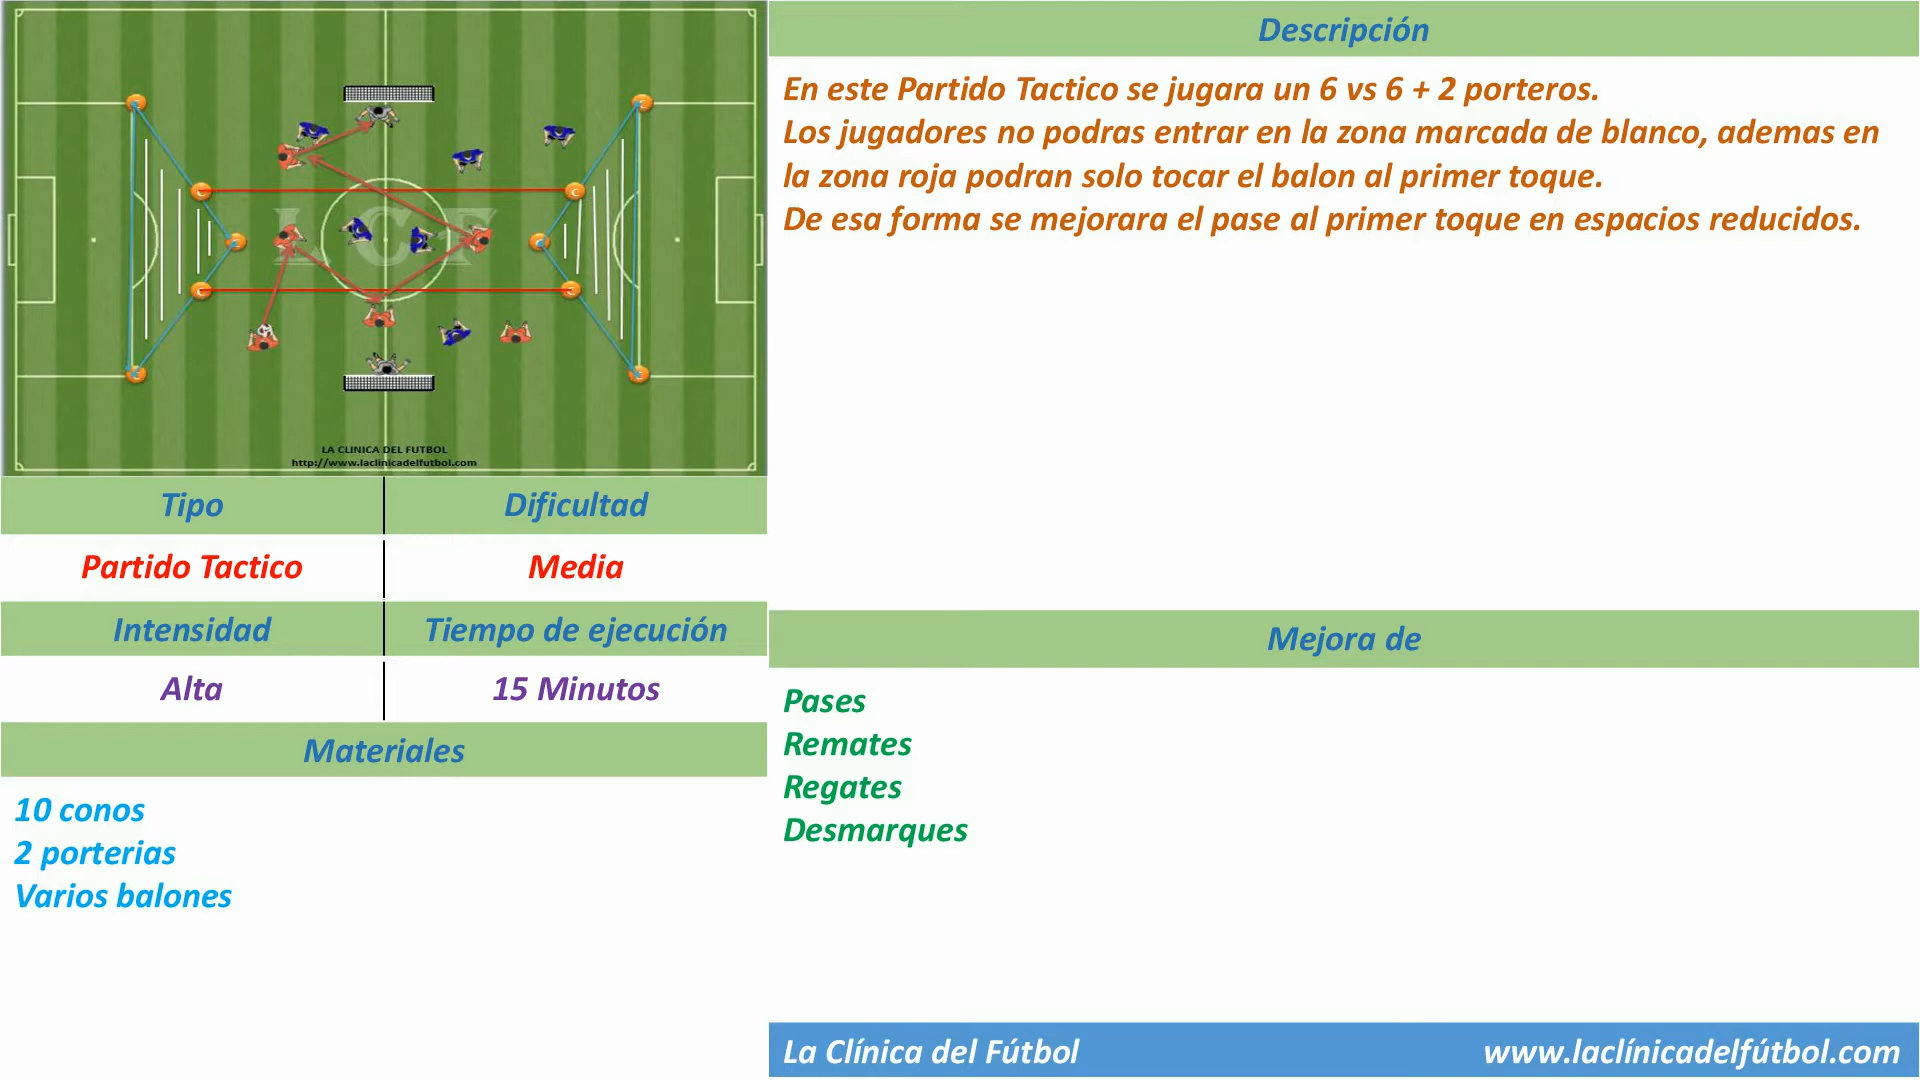 LCF
LA CLINICA DEL FUTBOL
http://www.laclinicadelfutbol.com
Tipo
Dificultad
Partido Tactico
Media
Intensidad
Tiempo de ejecución
Alta
15 Minutos
Materiales
10 conos
2 porterias
Varios balones
Descripción
En este Partido Tactico se jugara un 6 vs 6 + 2 porteros.
Los jugadores no podras entrar en la zona marcada de blanco, ademas en
la zona roja podran solo tocar el balon al primer toque.
De esa forma se mejorara el pase al primer toque en espacios reducidos.
Mejora de
Pases
Remates
Regates
Desmarques
La Clínica del Fútbol
www.laclínicadelfútbol.com